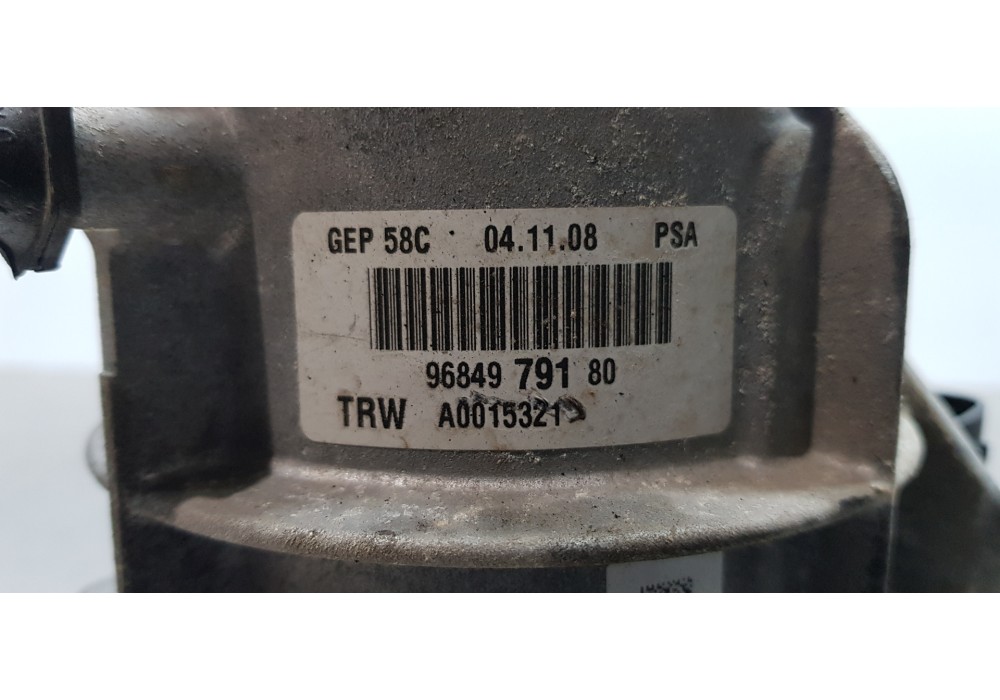 GEP 58C 04.11.08 PSA
96849 791 80
TRW A0015321